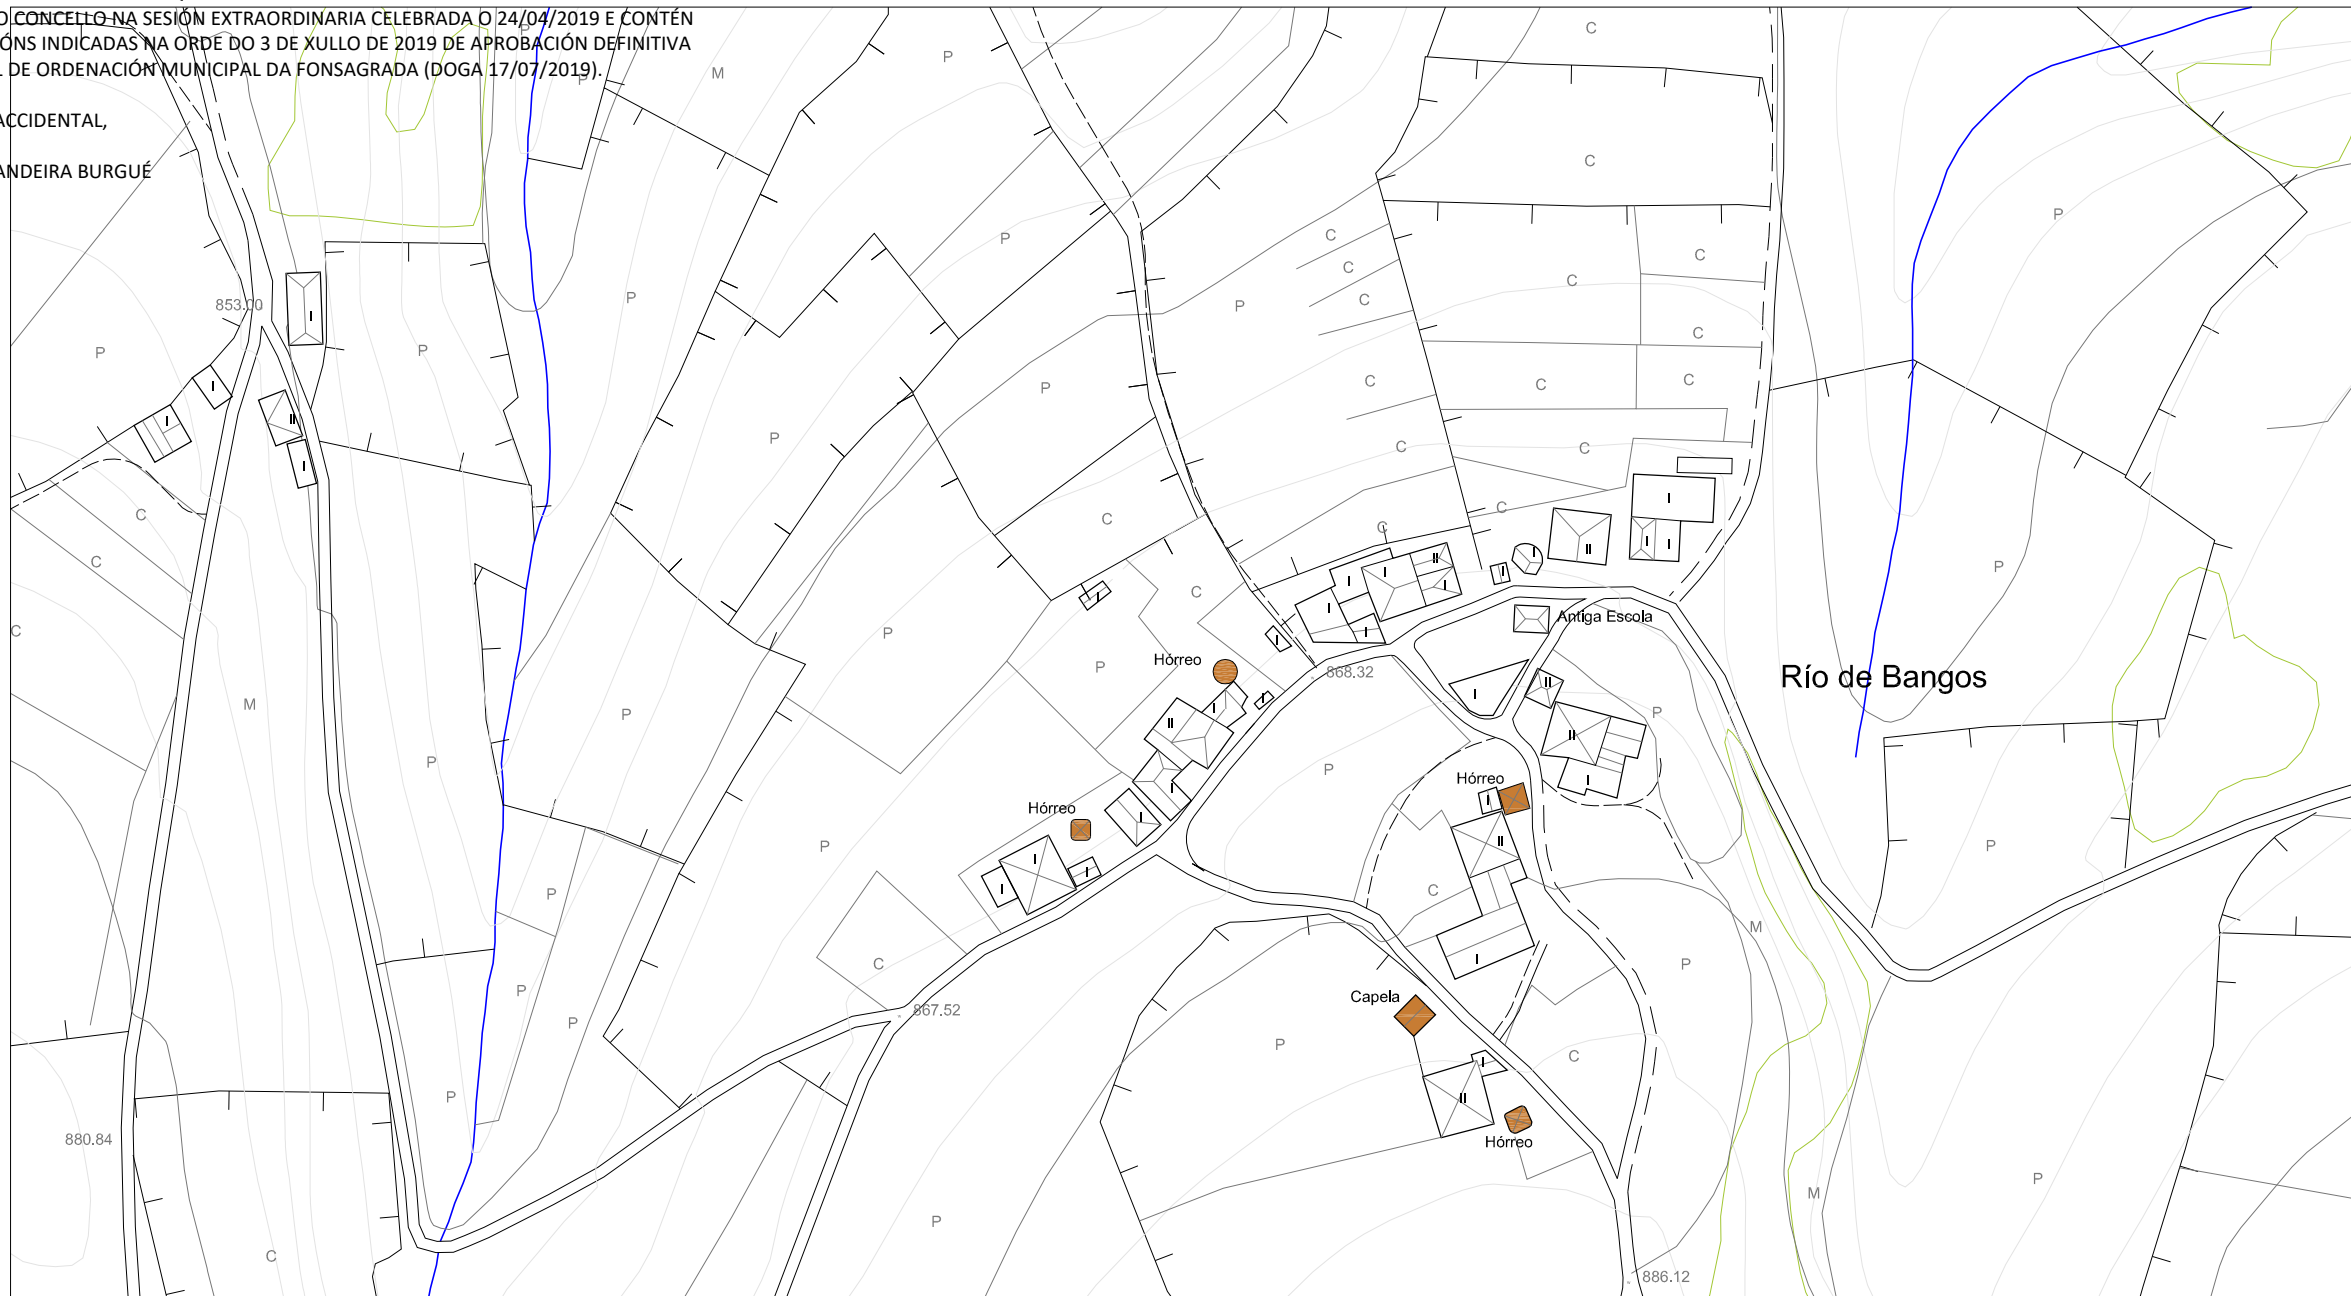 O CONCELLO NA SESIÓN EXTRAORDINARIA CELEBRADA O 24/04/2019 E CONTÉN
ÓNS INDICADAS NA ORDE DO 3 DE XULLO DE 2019 DE APROBACIÓN DEFINITIVA
L DE ORDENACIÓN MUNICIPAL DA FONSAGRADA (DOGA 17/07/2019).
ACCIDENTAL,
ANDEIRA BURGUÉ
853.00
Antiga Escola
Hórreo
868.32
Río de Bangos
Hórreo
Hórreo
Capela
867.52
880.84
Hórreo
886.12